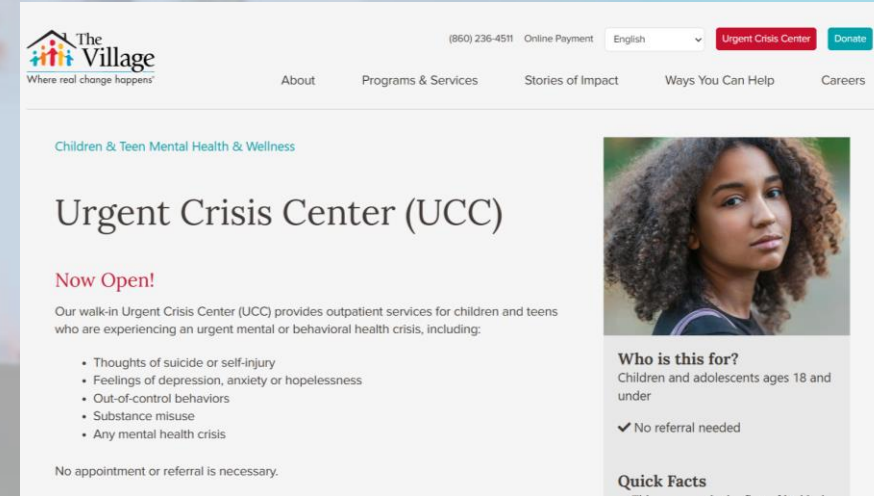 The
Village
Where real change happens®
(860) 236-4511 Online Payment English Urgent Crisis Center Donate
About Programs & Services Stories of Impact Ways You Can Help Careers
Children & Teen Mental Health & Wellness
Urgent Crisis Center (UCC)
Now Open!
Our walk-in Urgent Crisis Center (UCC) provides outpatient services for children and teens
who are experiencing an urgent mental or behavioral health crisis, including:
• Thoughts of suicide or self-injury
• Feelings of depression, anxiety or hopelessness
• Out-of-control behaviors
• Substance misuse
• Any mental health crisis
No appointment or referral is necessary.
Who is this for?
Children and adolescents ages 18 and
under
✓ No referral needed
Quick Facts